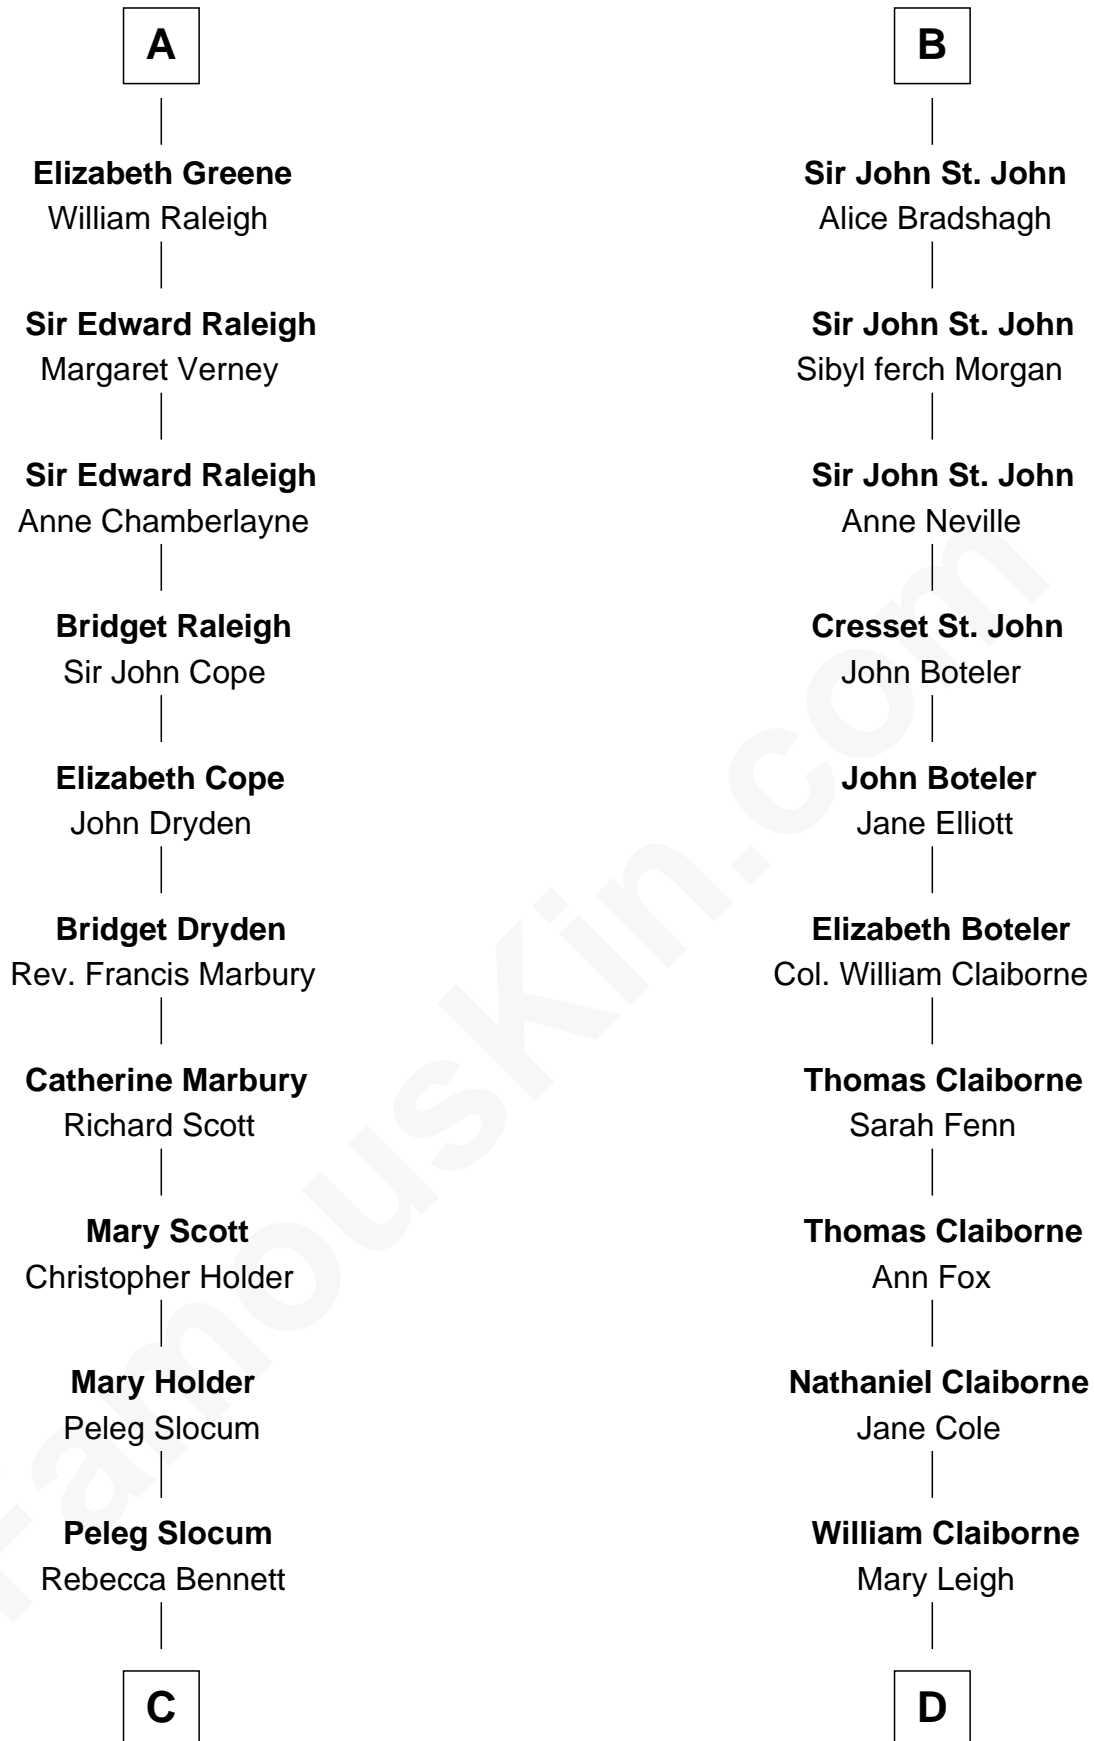 A
Elizabeth Greene
William Raleigh
Sir Edward Raleigh
Margaret Verney
Sir Edward Raleigh
Anne Chamberlayne
Bridget Raleigh
Sir John Cope
Elizabeth Cope
John Dryden
Bridget Dryden
Rev. Francis Marbury
Catherine Marbury
Richard Scott
Mary Scott
Christopher Holder
Mary Holder
Peleg Slocum
Peleg Slocum
Rebecca Bennett
C
B
Sir John St. John
Alice Bradshagh
Sir John St. John
Sibyl ferch Morgan
Sir John St. John
Anne Neville
Cresset St. John
John Boteler
John Boteler
Jane Elliott
Elizabeth Boteler
Col. William Claiborne
Thomas Claiborne
Sarah Fenn
Thomas Claiborne
Ann Fox
Nathaniel Claiborne
Jane Cole
William Claiborne
Mary Leigh
D
FamousKin.com